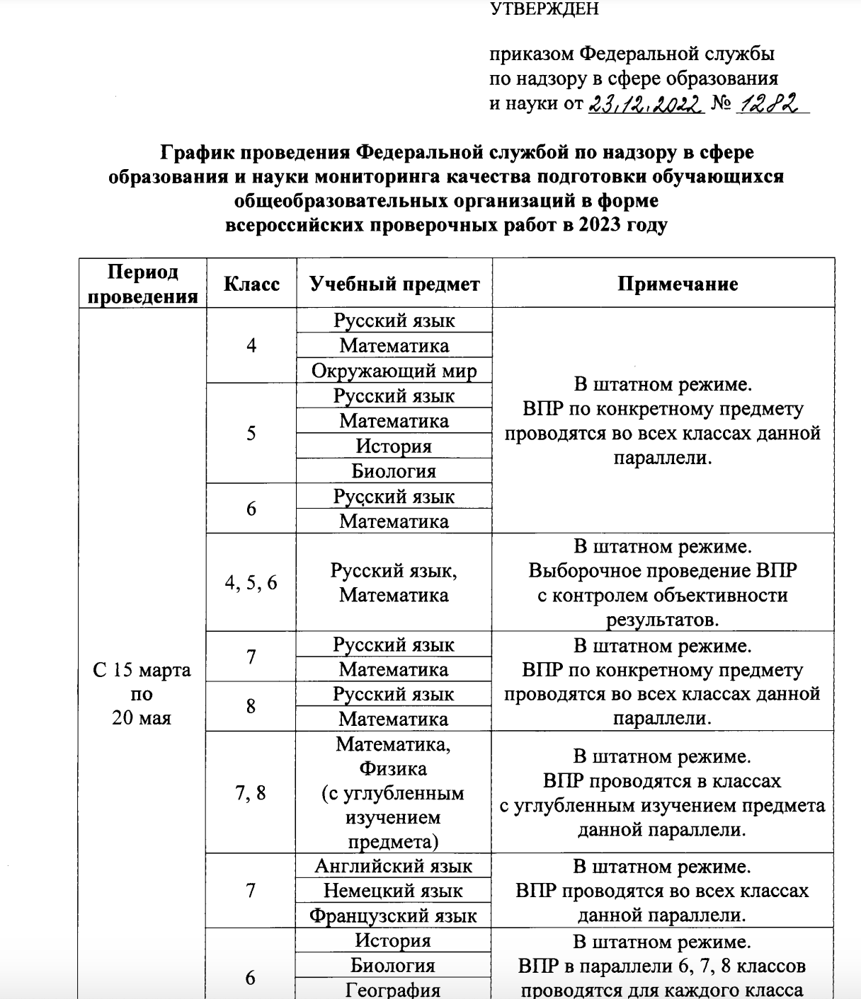 УТВЕРЖДЕН
приказом Федеральной службы
по надзору в сфере образования
и науки от 23.12.2022 № 1282
График проведения Федеральной службой по надзору в сфере
образования и науки мониторинга качества подготовки обучающихся
общеобразовательных организаций в форме
всероссийских проверочных работ в 2023 году
Период
проведения
Класс
Учебный предмет
Примечание
С 15 марта
по
20 мая
4
Русский язык
Математика
Окружающий мир
5
Русский язык
Математика
История
Биология
6
Русский язык
Математика
В штатном режиме.
ВПР по конкретному предмету
проводятся во всех классах данной
параллели.
4, 5, 6
Русский язык,
Математика
В штатном режиме.
Выборочное проведение ВПР
с контролем объективности
результатов.
7
Русский язык
Математика
8
Русский язык
Математика
В штатном режиме.
ВПР по конкретному предмету
проводятся во всех классах данной
параллели.
7, 8
Математика,
Физика
(с углубленным
изучением
предмета)
В штатном режиме.
ВПР проводятся в классах
с углубленным изучением предмета
данной параллели.
7
Английский язык
Немецкий язык
Французский язык
В штатном режиме.
ВПР проводятся во всех классах
данной параллели.
6
История
Биология
География
В штатном режиме.
ВПР в параллели 6, 7, 8 классов
проводятся для каждого класса